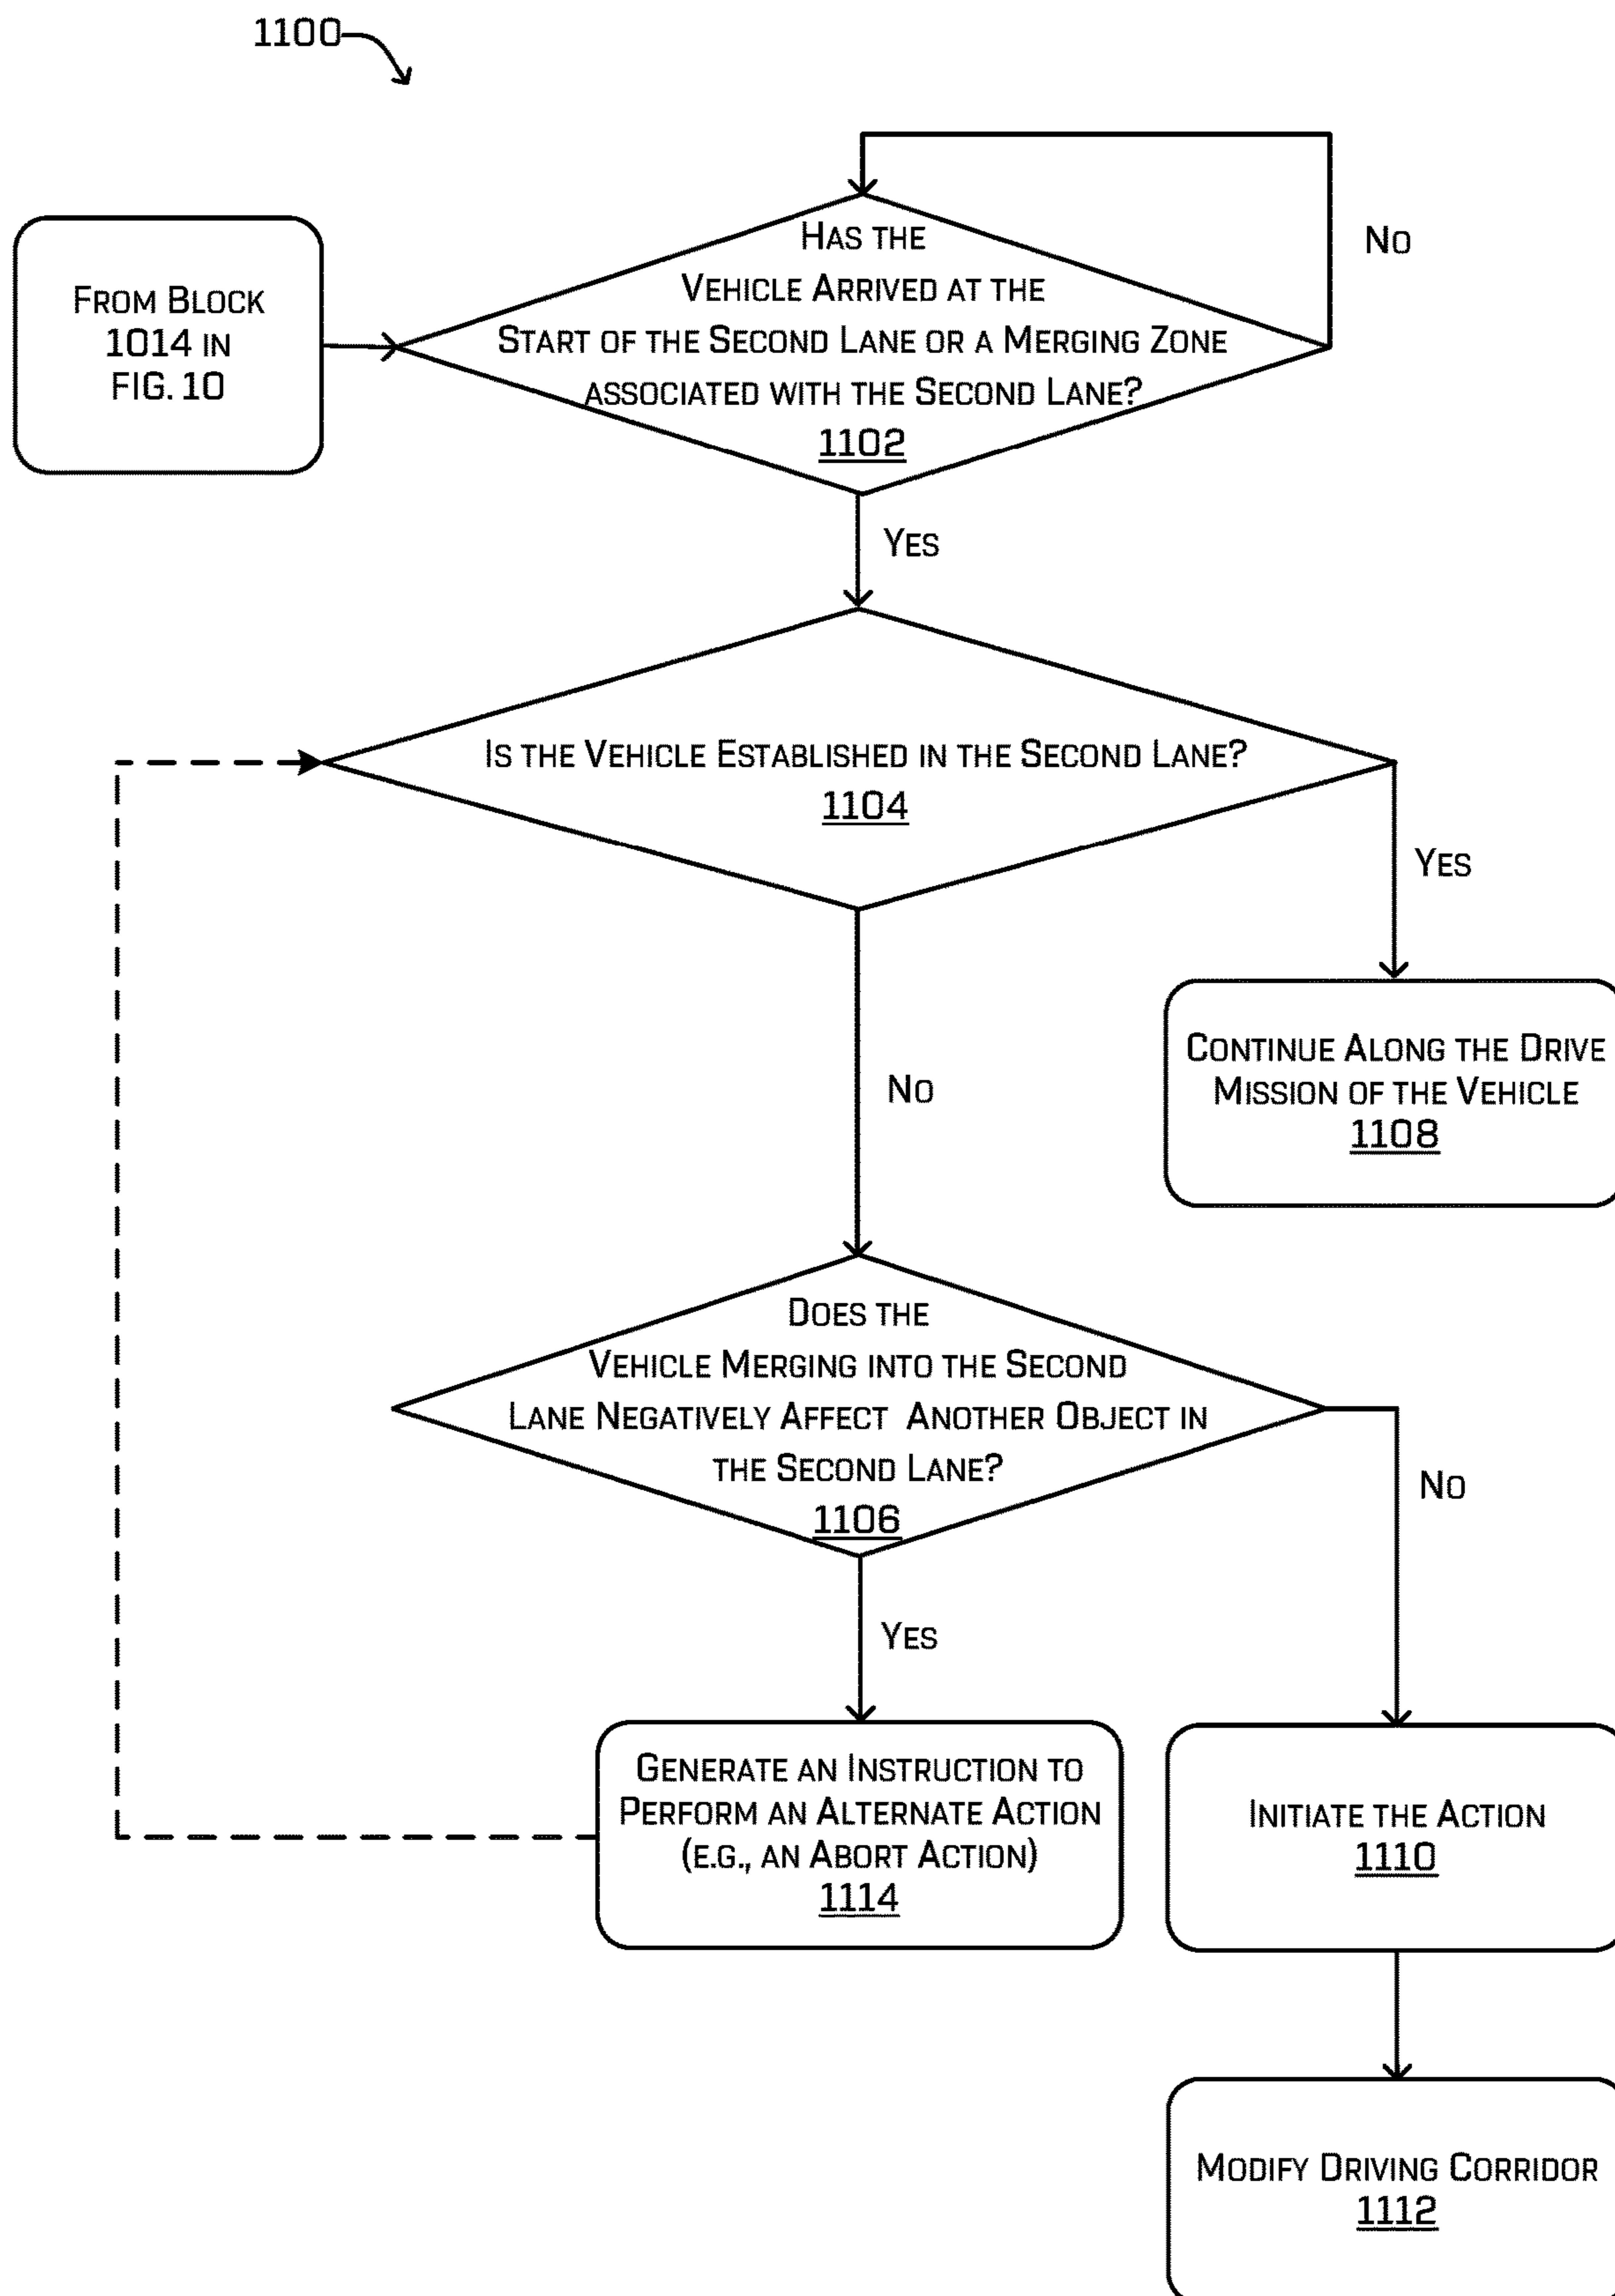 1100
From Block
1014 in
FIG. 10
Has the
Vehicle Arrived at the
Start of the Second Lane or a Merging Zone
associated with the Second Lane?
1102
No
Yes
Is the Vehicle Established in the Second Lane?
1104
Yes
Continue Along the Drive
Mission of the Vehicle
1108
No
Does the
Vehicle Merging into the Second
Lane Negatively Affect Another Object in
the Second Lane?
1106
No
Yes
Generate an Instruction to
Perform an Alternate Action
(e.g., an Abort Action)
1114
Initiate the Action
1110
Modify Driving Corridor
1112